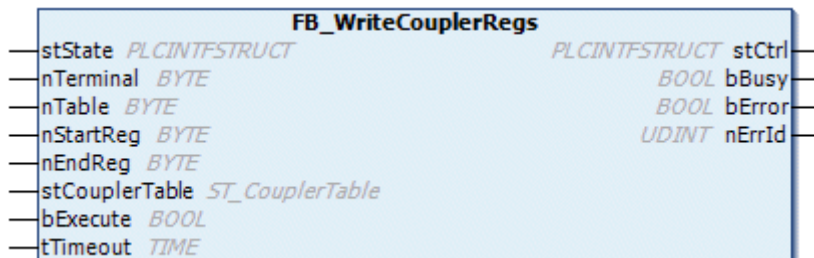 FB_WriteCouplerRegs
stState PLCINTFSTRUCT PLCINTFSTRUCT stCtrl
nTerminal BYTE BOOL bBusy
nTable BYTE BOOL bError
nStartReg BYTE UDINT nErrId
nEndReg BYTE
stCouplerTable ST_CouplerTable
bExecute BOOL
tTimeout TIME